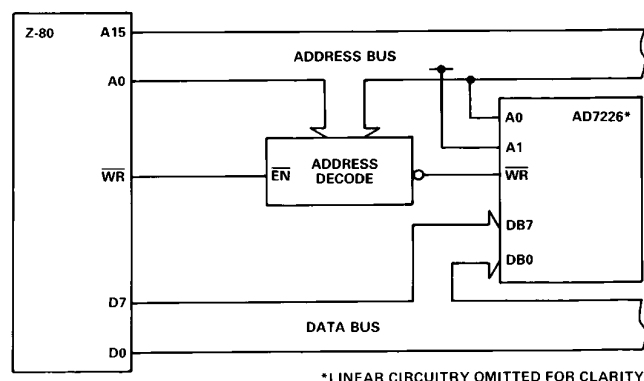 Z-80
A15
ADDRESS BUS
A0
A0
AD7226*
A1
WR
EN
ADDRESS
DECODE
WR
DB7
DB0
D7
DATA BUS
D0
*LINEAR CIRCUITRY OMITTED FOR CLARITY